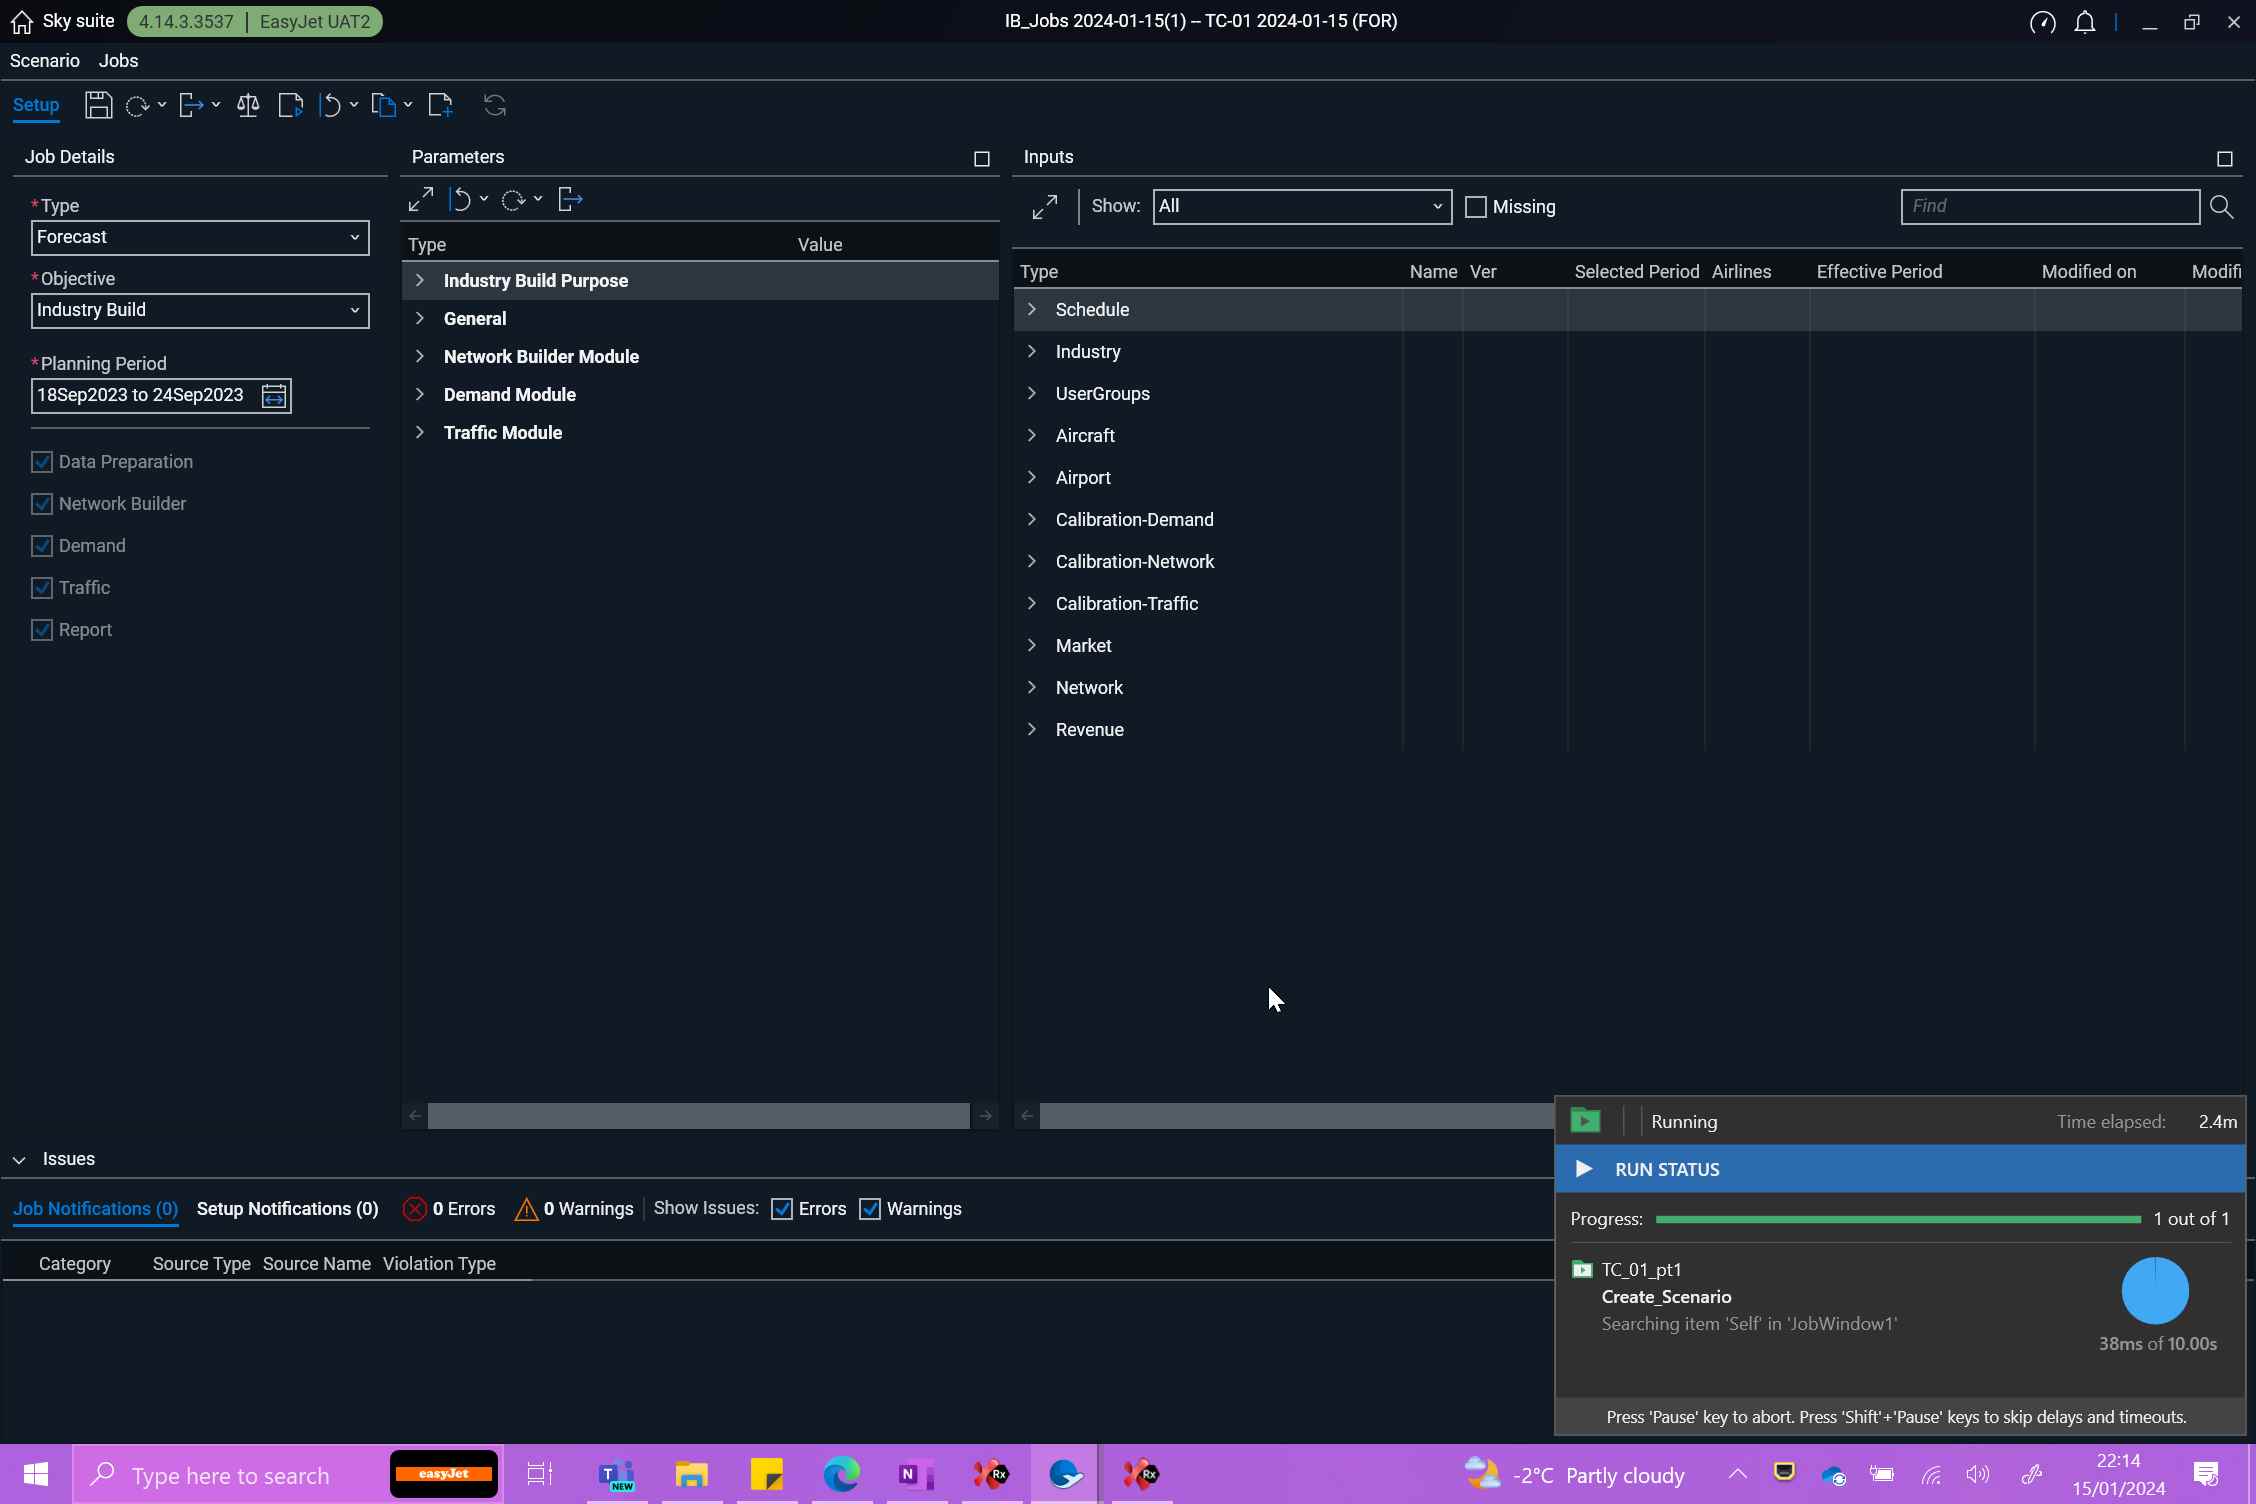 Sky suite 4.14.3.3537 | EasyJet UAT2 IB_Jobs 2024-01-15(1) -- TC-01 2024-01-15 (FOR)
Scenario Jobs
Setup
Job Details
*Type
Forecast
*Objective
Industry Build
*Planning Period
18Sep2023 to 24Sep2023
Data Preparation
Network Builder
Demand
Traffic
Report
Parameters
Type Value
Industry Build Purpose
General
Network Builder Module
Demand Module
Traffic Module
Inputs
Show: All Missing Find
Type Name Ver Selected Period Airlines Effective Period Modified on Modifi
Schedule
Industry
UserGroups
Aircraft
Airport
Calibration-Demand
Calibration-Network
Calibration-Traffic
Market
Network
Revenue
Issues
Job Notifications (0) Setup Notifications (0) 0 Errors 0 Warnings Show Issues: Errors Warnings
Category Source Type Source Name Violation Type
Running Time elapsed: 2.4m
RUN STATUS
Progress: 1 out of 1
TC_01_pt1
Create_Scenario
Searching item 'Self' in 'JobWindow1'
38ms of 10.00s
Press 'Pause' key to abort. Press 'Shift'+'Pause' keys to skip delays and timeouts.
Type here to search easyJet T NEW N Rx Rx -2°C Partly cloudy 22:14
15/01/2024